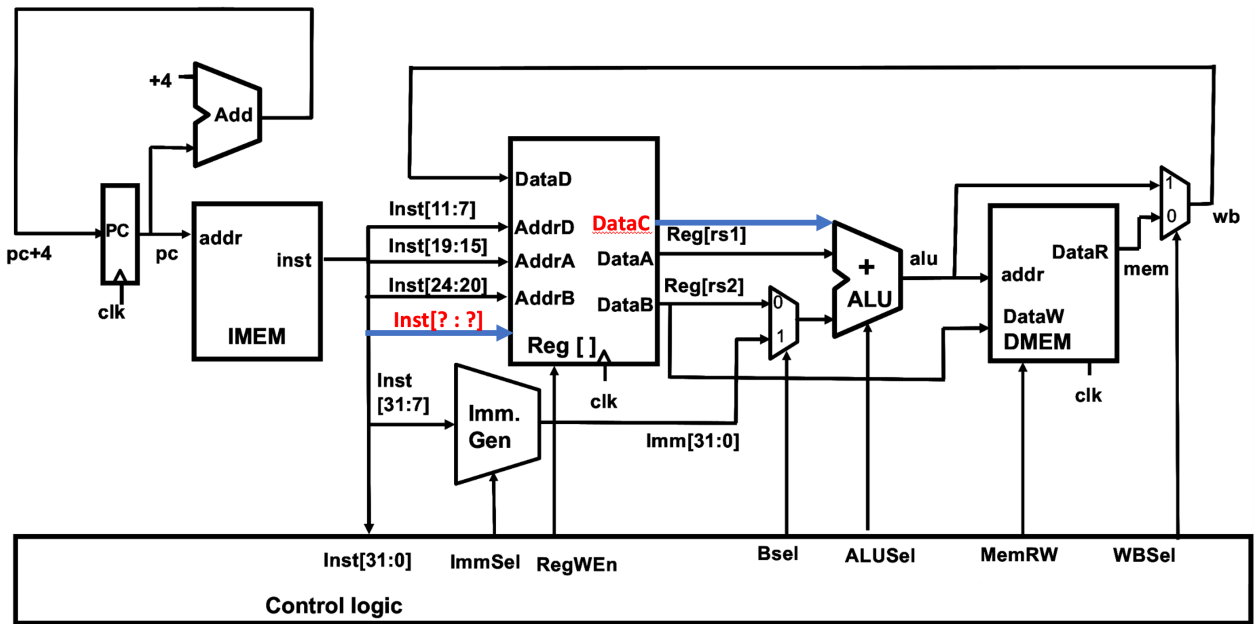 +4
Add
PC
pc+4
pc
clk
addr
inst
IMEM
Inst[11:7]
Inst[19:15]
Inst[24:20]
Inst[? : ?]
Inst
[31:7]
DataD
AddrD
AddrA
AddrB
DataC
DataA
DataB
Reg [ ]
clk
Reg[rs1]
Reg[rs2]
0
1
+
ALU
alu
addr
DataR
DataW
DMEM
clk
mem
1
0
wb
Imm.
Gen
Imm[31:0]
Inst[31:0]
ImmSel
RegWEn
Bsel
ALUSel
MemRW
WBSel
Control logic